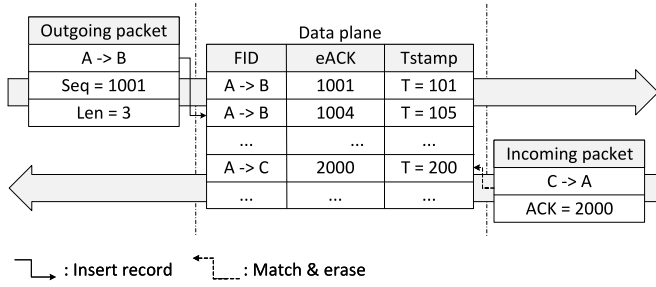 Outgoing packet
A -> B
Seq = 1001
Len = 3
Data plane
FID eACK Tstamp
A -> B 1001 T = 101
A -> B 1004 T = 105
... ... ...
A -> C 2000 T = 200
... ... ...
Incoming packet
C -> A
ACK = 2000
: Insert record : Match & erase